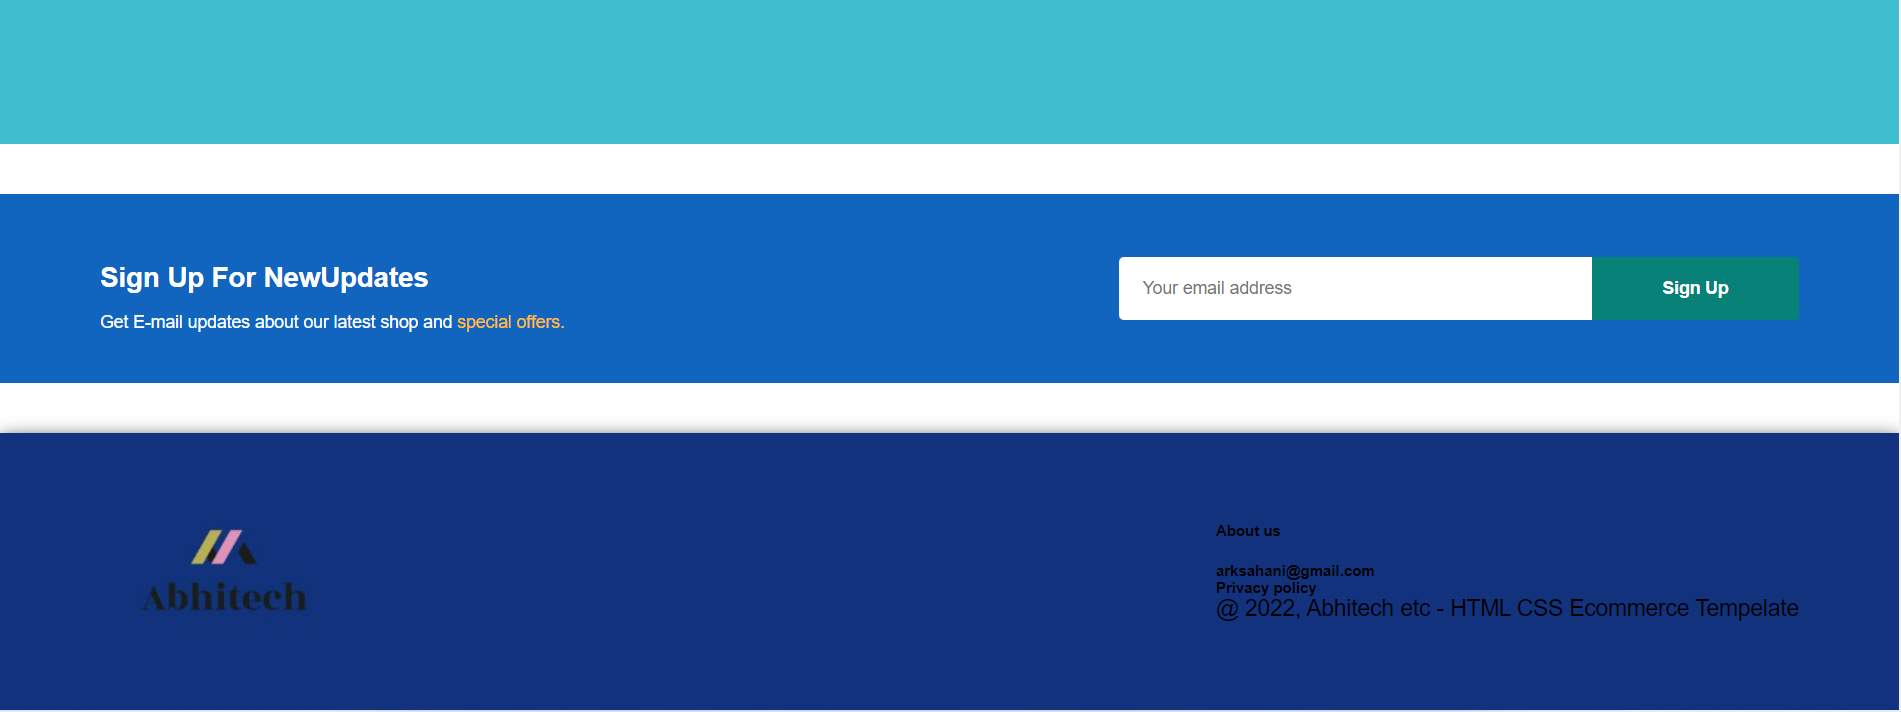 Sign Up For NewUpdates
Get E-mail updates about our latest shop and special offers.
Your email address
Sign Up
Abhitech
About us
arksahani@gmail.com
Privacy policy
@ 2022, Abhitech etc - HTML CSS Ecommerce Tempelate